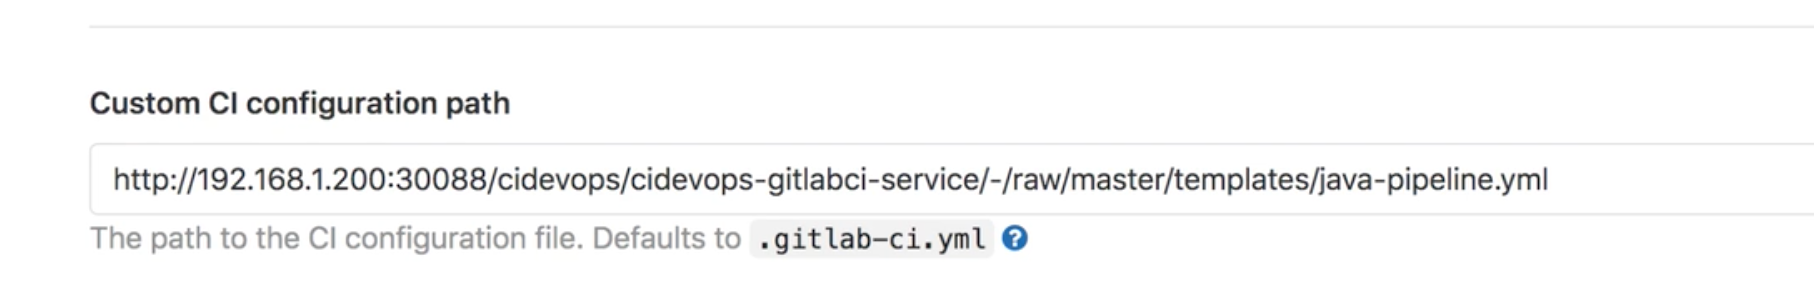 Custom CI configuration path
http://192.168.1.200:30088/cidevops/cidevops-gitlabci-service/-/raw/master/templates/java-pipeline.yml
The path to the CI configuration file. Defaults to .gitlab-ci.yml ?